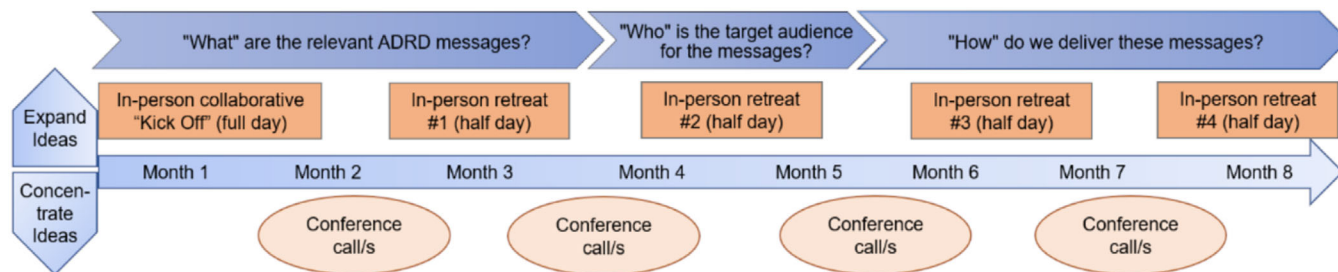 "What" are the relevant ADRD messages?
"Who" is the target audience
for the messages?
"How" do we deliver these messages?
Expand
Ideas
In-person collaborative
“Kick Off” (full day)
In-person retreat
#1 (half day)
In-person retreat
#2 (half day)
In-person retreat
#3 (half day)
In-person retreat
#4 (half day)
Month 1
Month 2
Month 3
Month 4
Month 5
Month 6
Month 7
Month 8
Concen-
trate
Ideas
Conference
call/s
Conference
call/s
Conference
call/s
Conference
call/s